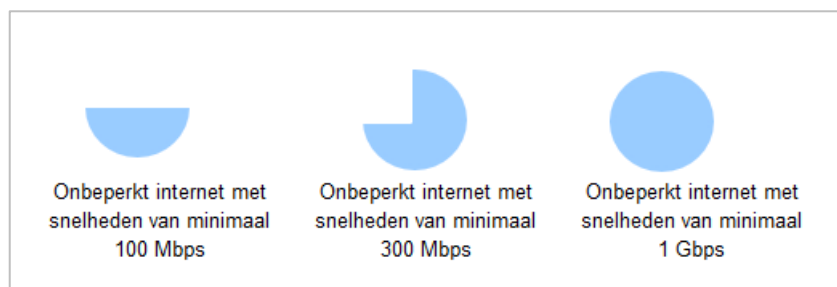 Onbeperkt internet met
snelheden van minimaal
100 Mbps
Onbeperkt internet met
snelheden van minimaal
300 Mbps
Onbeperkt internet met
snelheden van minimaal
1 Gbps